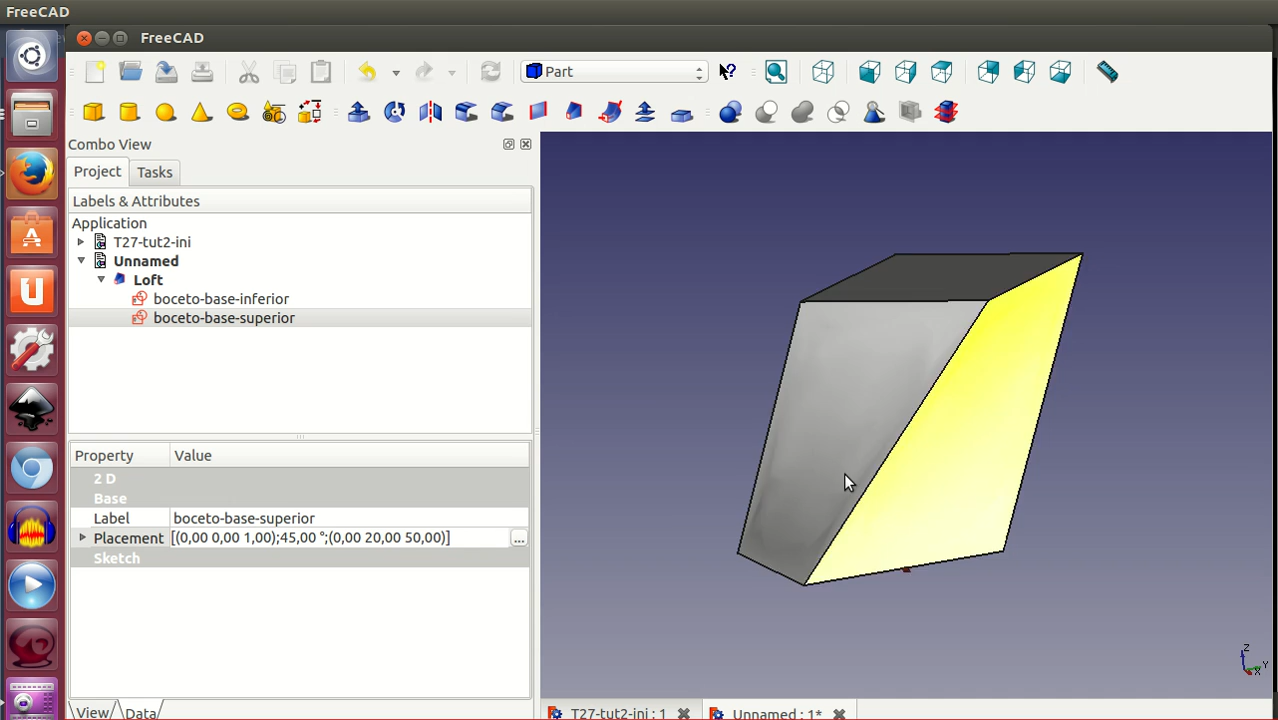 FreeCAD
FreeCAD
Part
Combo View
Project Tasks
Labels & Attributes
Application
T27-tut2-ini
Unnamed
Loft
boceto-base-inferior
boceto-base-superior
Property Value
2 D
Base
Label boceto-base-superior
Placement [(0,00 0,00 1,00);45,00 °;(0,00 20,00 50,00)] ...
Sketch
View Data
T27-tut2-ini : 1 Unnamed : 1*
Z
Y
X